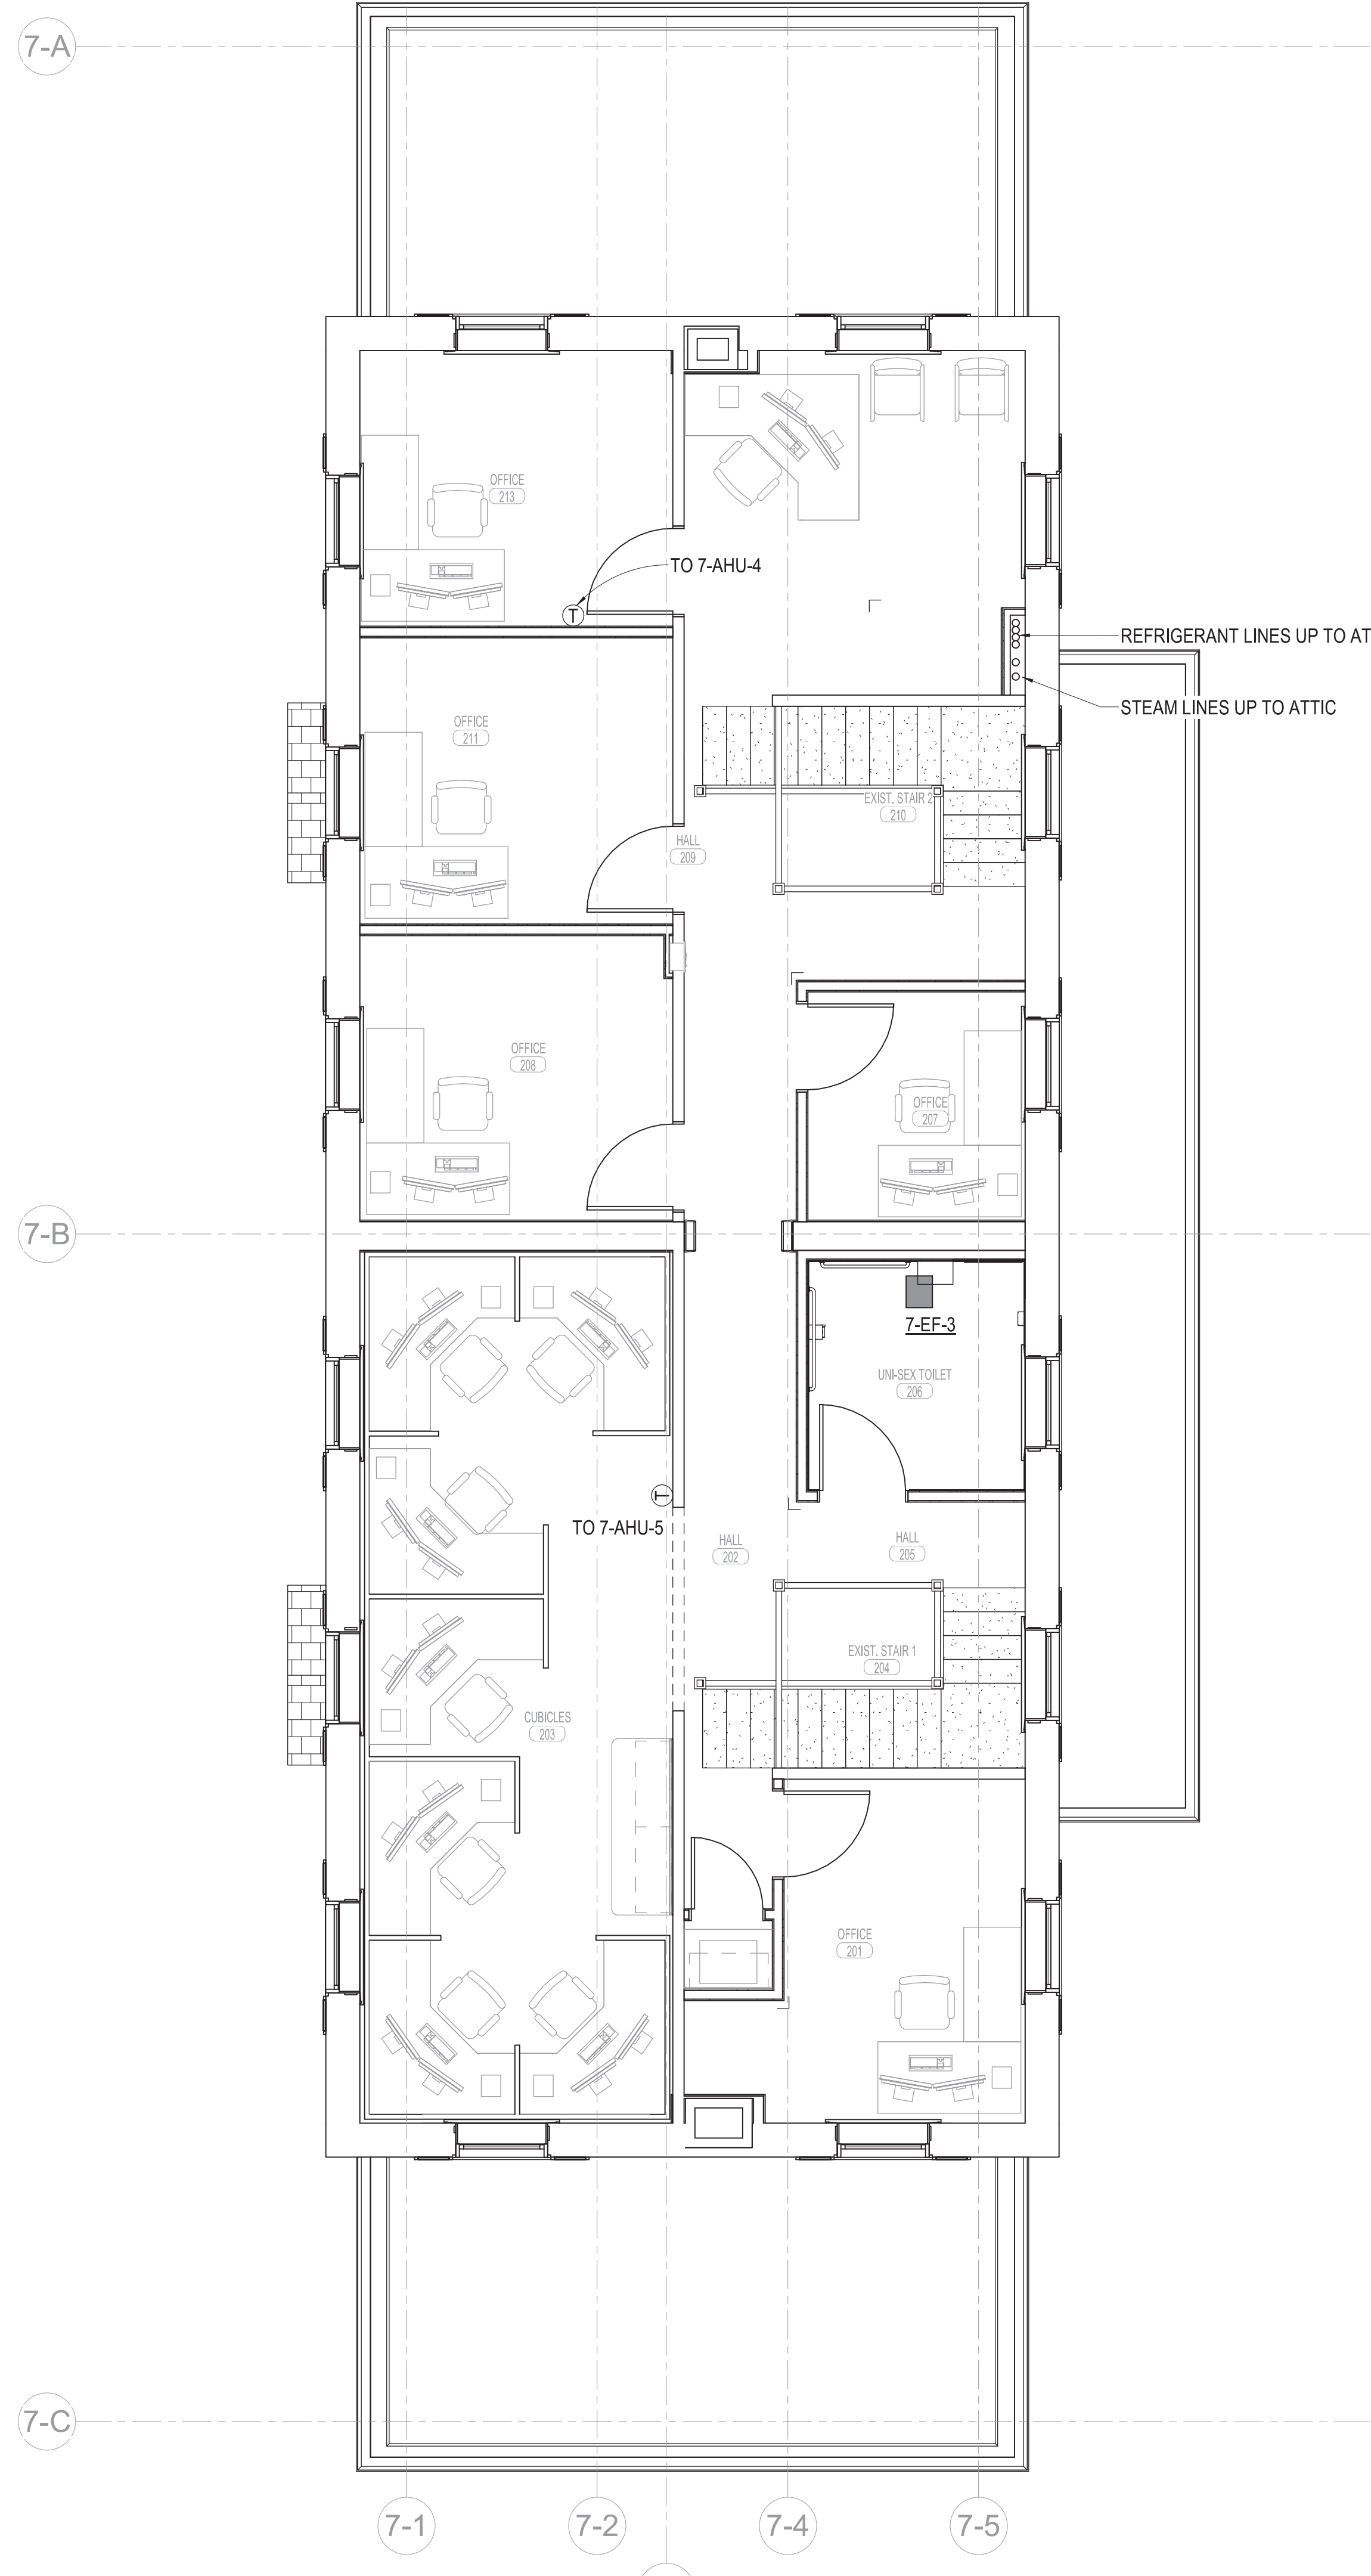 7-A
OFFICE
213
TO 7-AHU-4
T
REFRIGERANT LINES UP TO AT
STEAM LINES UP TO ATTIC
OFFICE
211
EXIST. STAIR 2
210
HALL
209
OFFICE
208
OFFICE
207
7-B
7-EF-3
UNI-SEX TOILET
206
T
TO 7-AHU-5
HALL
202
HALL
205
EXIST. STAIR 1
204
CUBICLES
203
OFFICE
201
7-C
7-1
7-2
7-4
7-5